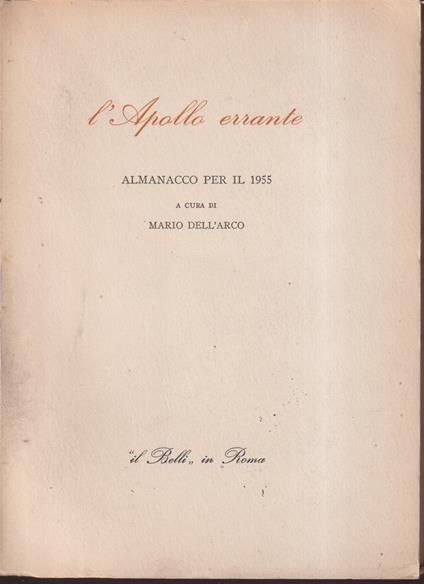 l'Apollo errante
ALMANACCO PER IL 1955
A CURA DI
MARIO DELL'ARCO
"il Belli„ in Roma